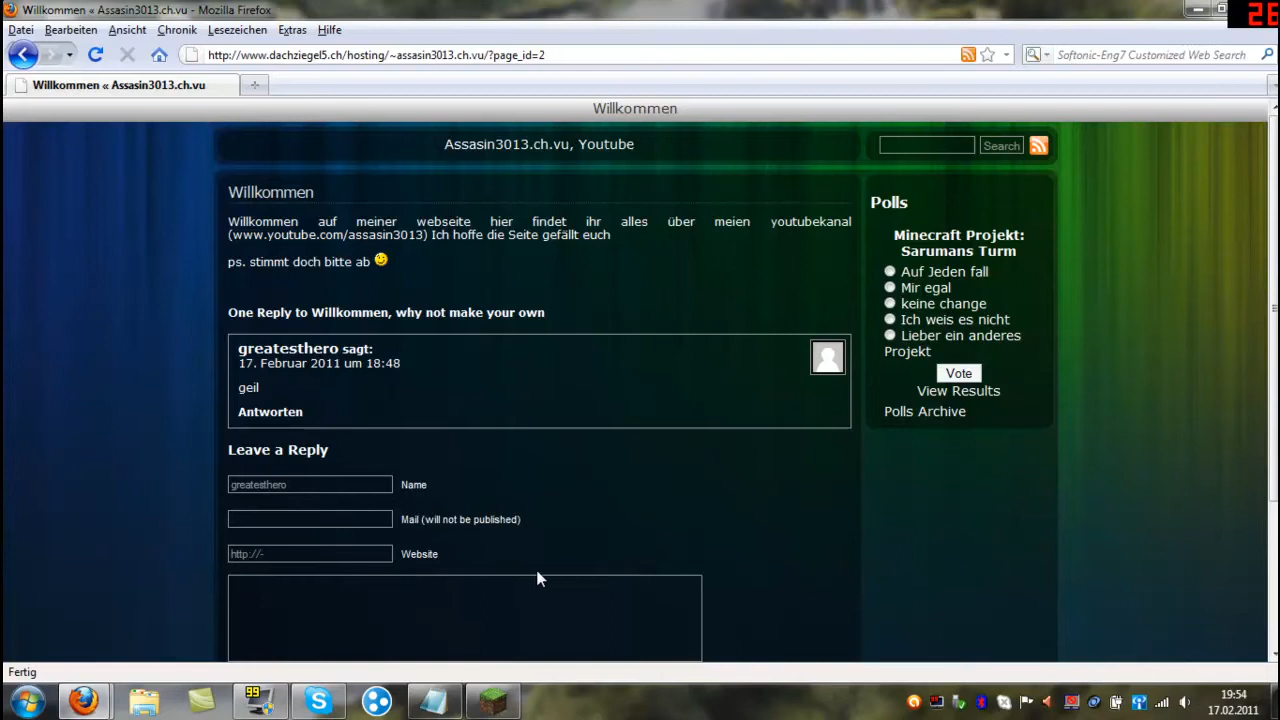 Willkommen « Assasin3013.ch.vu - Mozilla Firefox
28
Datei Bearbeiten Ansicht Chronik Lesezeichen Extras Hilfe
http://www.dachziegel5.ch/hosting/~assasin3013.ch.vu/?page_id=2
Softonic-Eng7 Customized Web Search
Willkommen « Assasin3013.ch.vu
Willkommen
Assasin3013.ch.vu, Youtube
Search
Willkommen
Willkommen auf meiner webseite hier findet ihr alles über meien youtubekanal
(www.youtube.com/assasin3013) Ich hoffe die Seite gefällt euch
ps. stimmt doch bitte ab
One Reply to Willkommen, why not make your own
greatesthero sagt:
17. Februar 2011 um 18:48
geil
Antworten
Leave a Reply
greatesthero Name
Mail (will not be published)
http://- Website
Polls
Minecraft Projekt:
Sarumans Turm
Auf Jeden fall
Mir egal
keine change
Ich weis es nicht
Lieber ein anderes
Projekt
Vote
View Results
Polls Archive
Fertig
99
19:54
17.02.2011